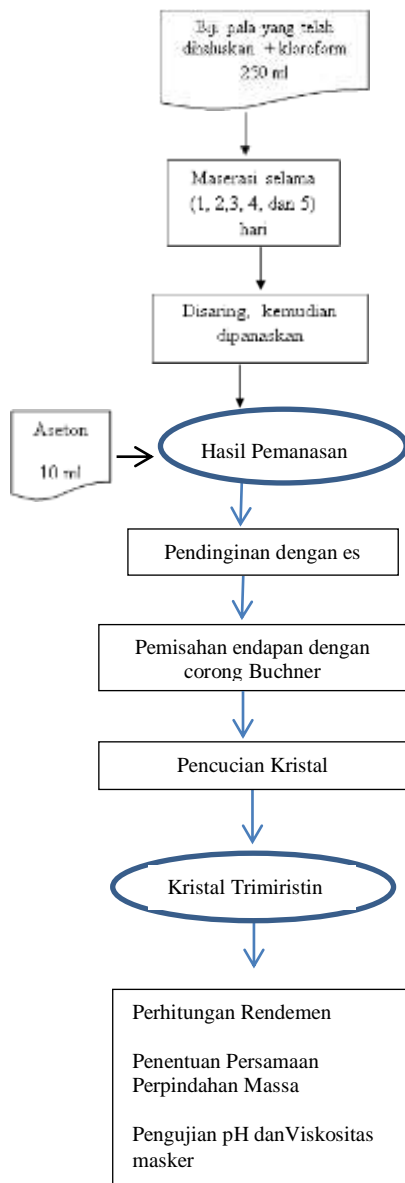 Biji pala yang telah
dihaluskan + kloroform
250 ml
Maserasi selama
(1, 2,3, 4, dan 5)
hari
Disaring, kemudian
dipanaskan
Aseton
10 ml
Hasil Pemanasan
Pendinginan dengan es
Pemisahan endapan dengan
corong Buchner
Pencucian Kristal
Kristal Trimiristin
Perhitungan Rendemen
Penentuan Persamaan
Perpindahan Massa
Pengujian pH danViskositas
masker